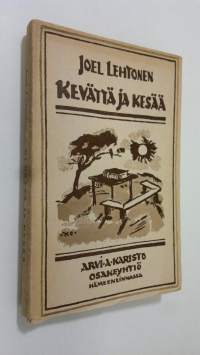 JOEL LEHTONEN
KEVÄTTÄ JA KESÄÄ
ARVI·A·KARISTO
OSAKEYHTIÖ
HÄMEENLINNASSA